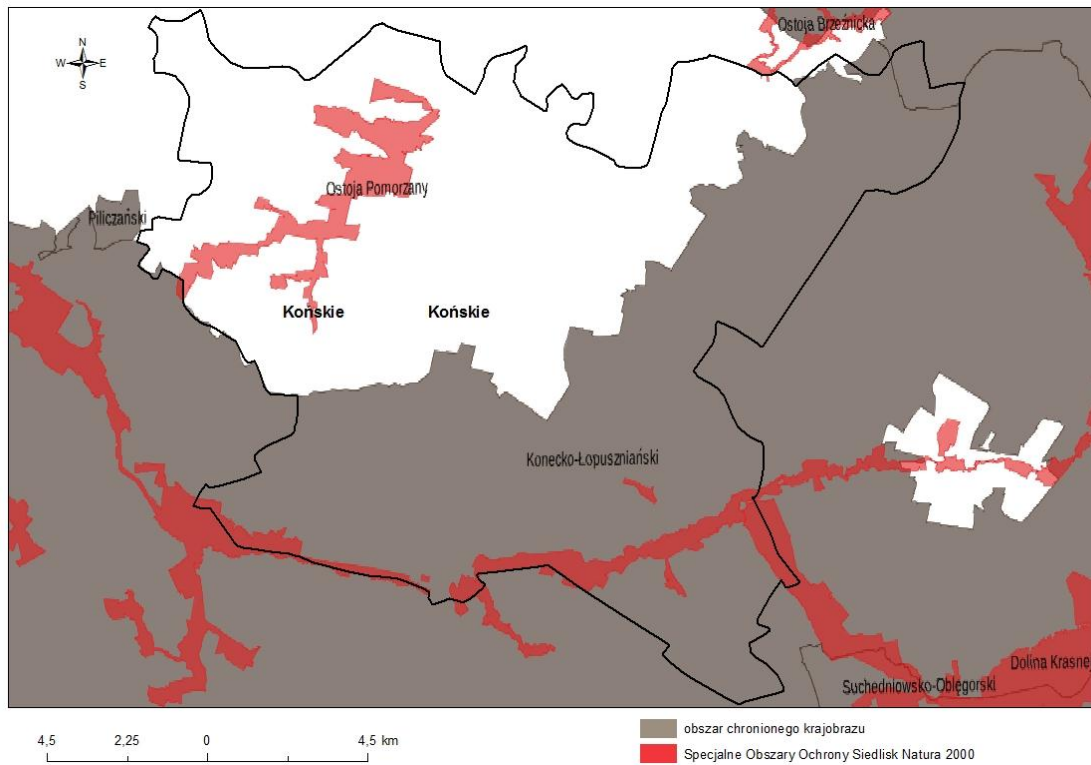 Ostoja Brzeźnicka
N
W E
S
Ostoja Pomorzany
Piliczański
Końskie Końskie
Konecko-Łopuszniański
Dolina Krasnej
Suchedniowsko-Oblęgorski
4,5 2,25 0 4,5 km
obszar chronionego krajobrazu
Specjalne Obszary Ochrony Siedlisk Natura 2000